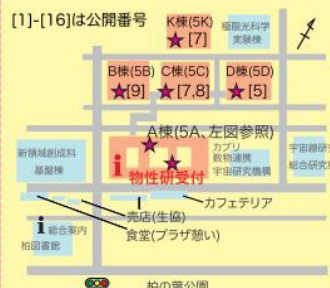 [1]-[16]は公開番号
K棟(5K)
[7]
極限光科学
実験棟
B棟(5B)
[9]
C棟(5C)
[7,8]
D棟(5D)
[5]
A棟(5A、左図参照)
新領域創成科
基盤棟
i
物性研受付
カブリ
数物連携
宇宙研究機構
宇宙線研
総合研究
カフェテリア
売店(生協)
食堂(プラザ憩い)
i 総合案内
柏図書館
柏の葉公園